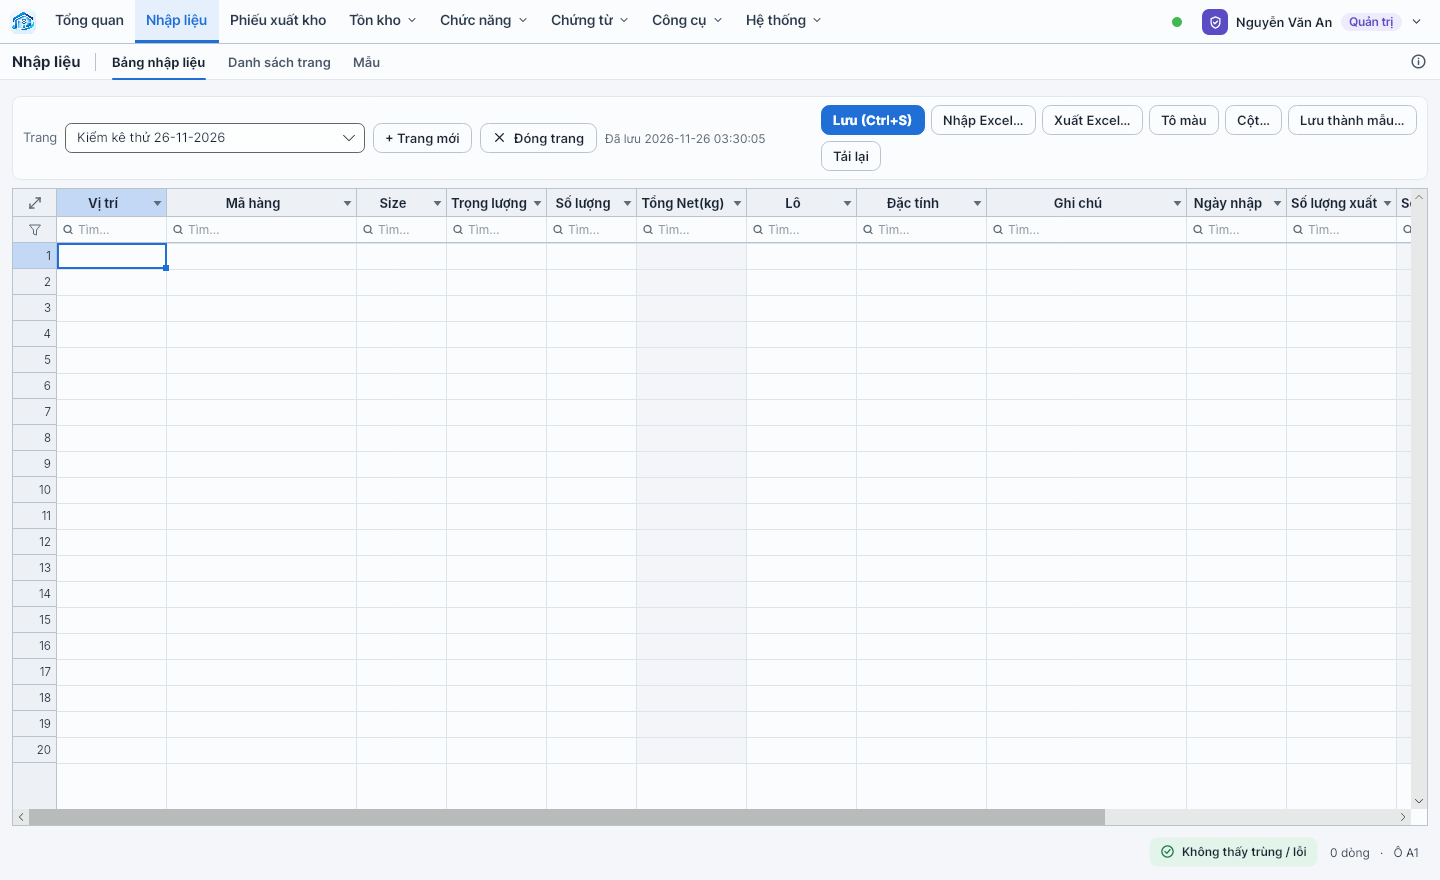 Tổng quan Nhập liệu Phiếu xuất kho Tồn kho Chức năng Chứng từ Công cụ Hệ thống Nguyễn Văn An Quản trị
Nhập liệu Bảng nhập liệu Danh sách trang Mẫu
Trang Kiểm kê thử 26-11-2026 + Trang mới Đóng trang Đã lưu 2026-11-26 03:30:05
Lưu (Ctrl+S) Nhập Excel... Xuất Excel... Tô màu Cột... Lưu thành mẫu...
Tải lại
Vị trí Mã hàng Size Trọng lượng Số lượng Tổng Net(kg) Lô Đặc tính Ghi chú Ngày nhập Số lượng xuất
Tìm... Tìm... Tìm... Tìm... Tìm... Tìm... Tìm... Tìm... Tìm... Tìm... Tìm...
1
2
3
4
5
6
7
8
9
10
11
12
13
14
15
16
17
18
19
20
Không thấy trùng / lỗi 0 dòng · Ô A1